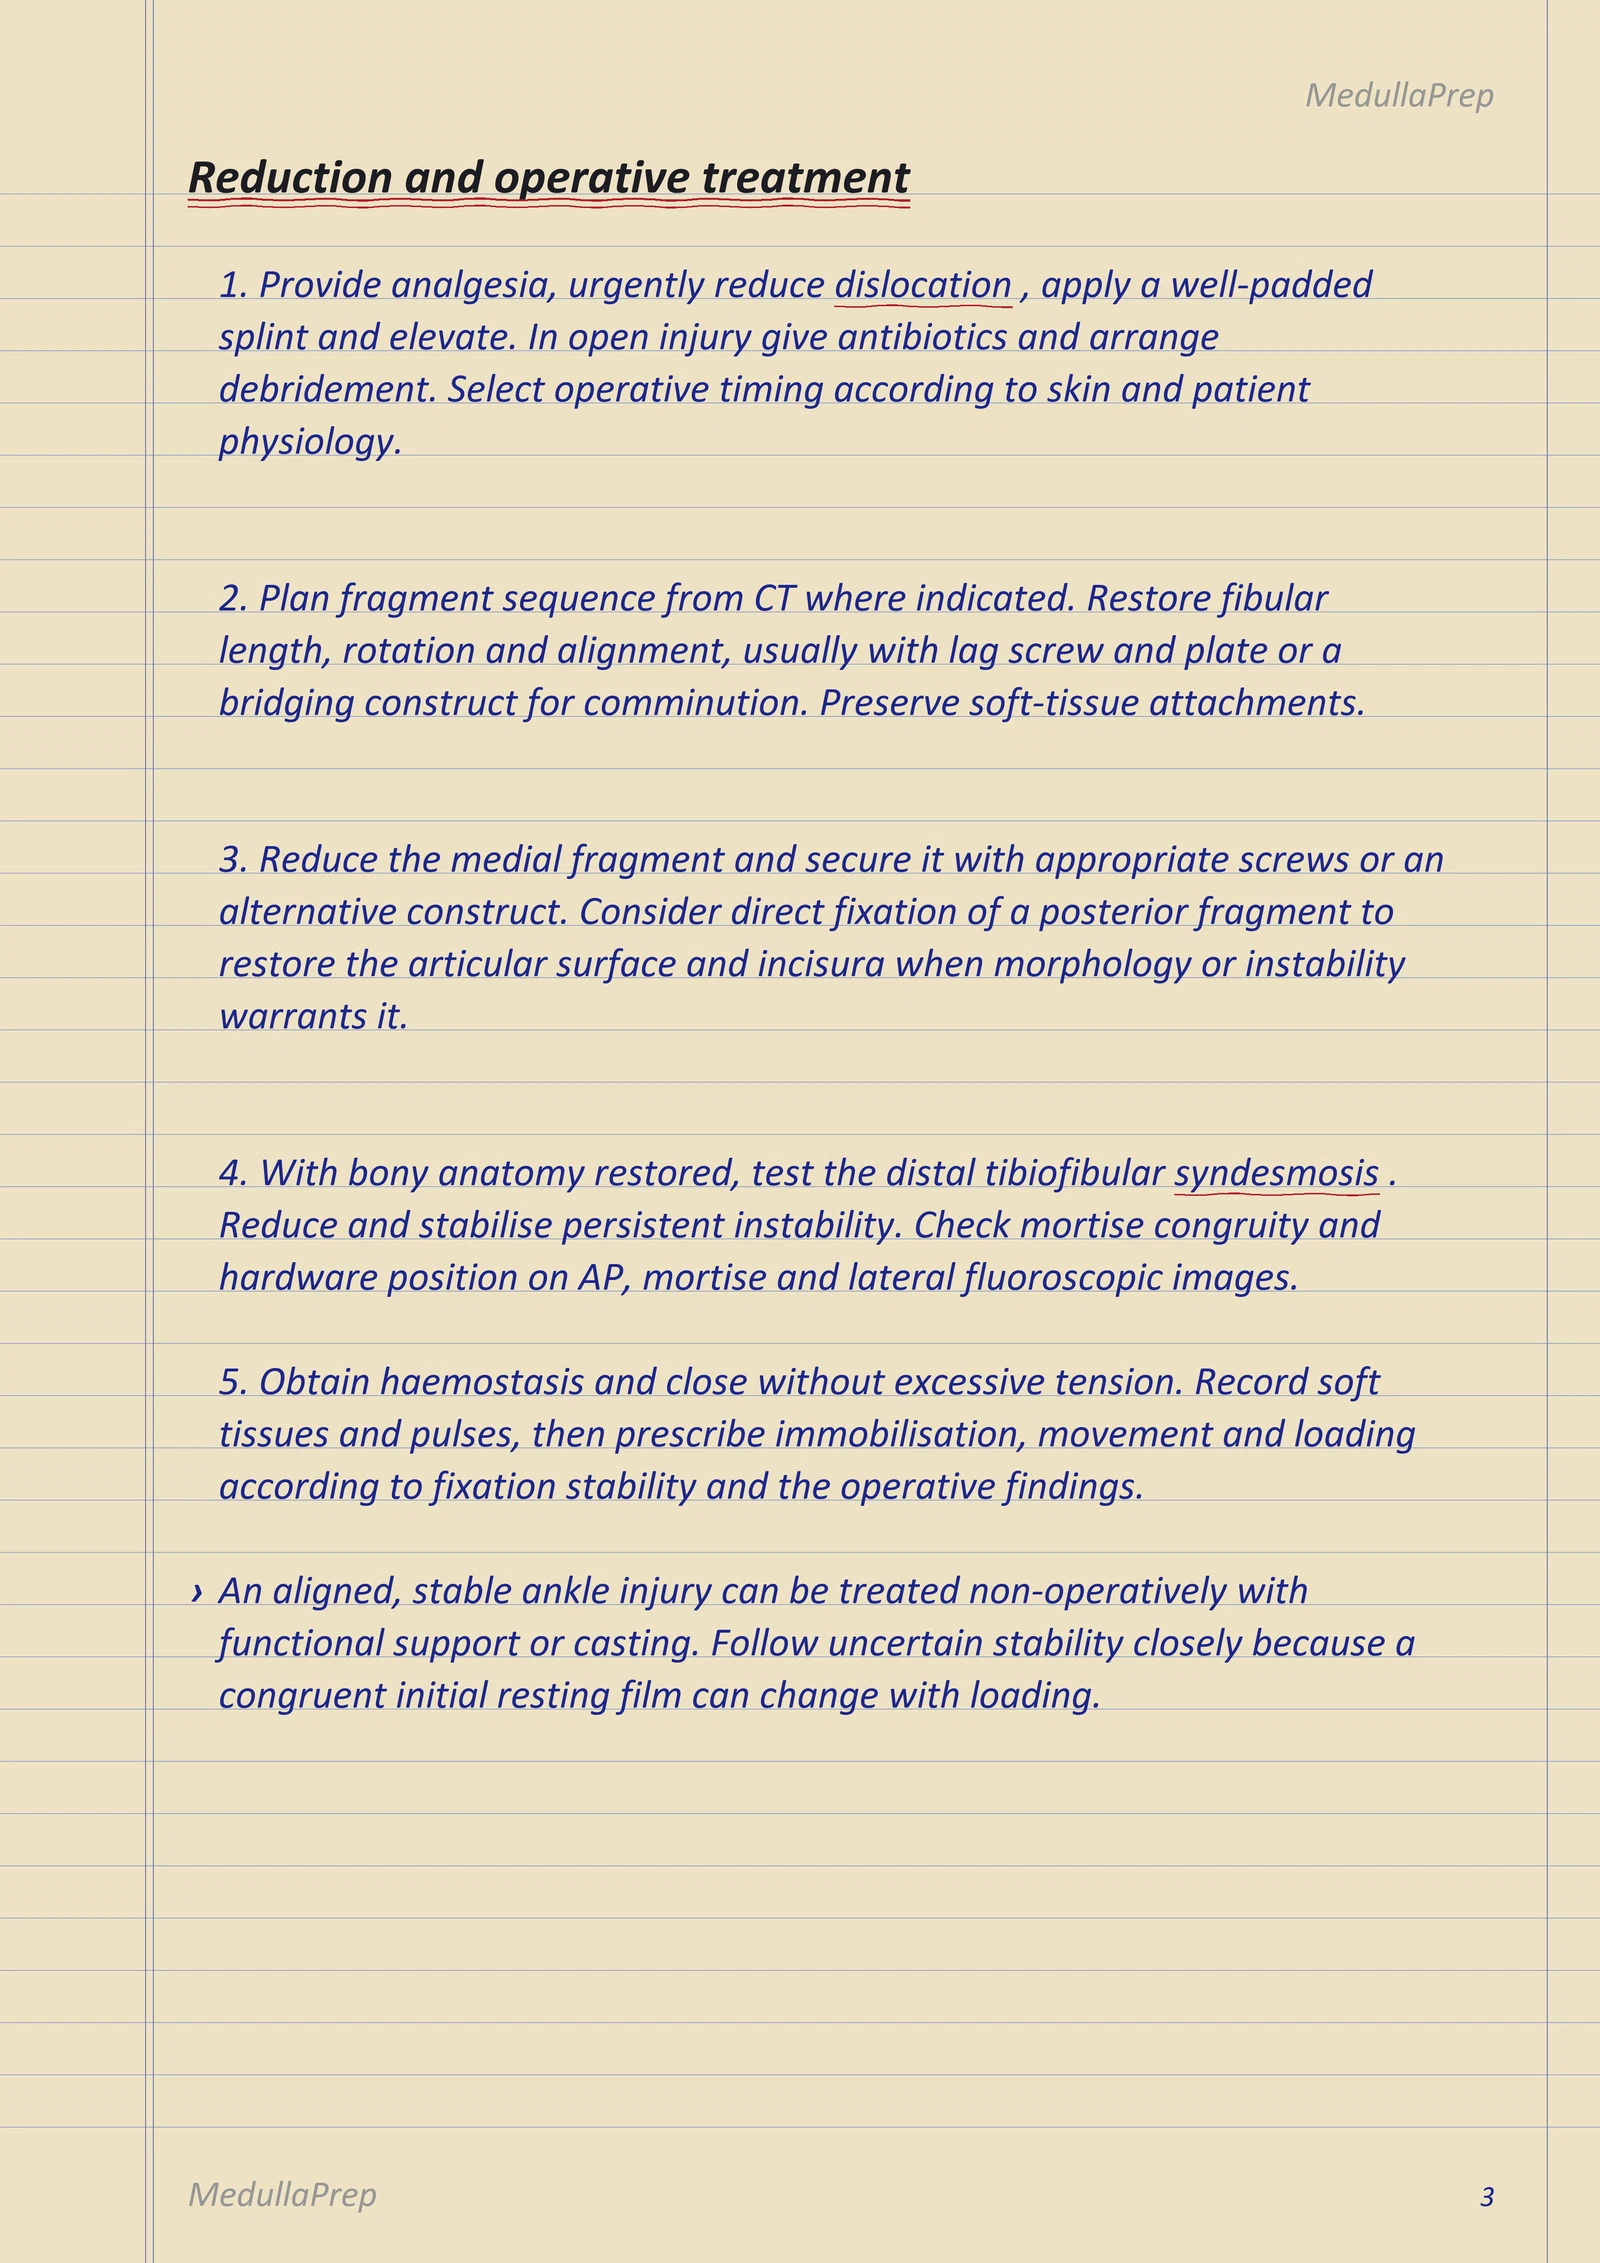 MedullaPrep
Reduction and operative treatment
1. Provide analgesia, urgently reduce dislocation , apply a well-padded
splint and elevate. In open injury give antibiotics and arrange
debridement. Select operative timing according to skin and patient
physiology.
2. Plan fragment sequence from CT where indicated. Restore fibular
length, rotation and alignment, usually with lag screw and plate or a
bridging construct for comminution. Preserve soft-tissue attachments.
3. Reduce the medial fragment and secure it with appropriate screws or an
alternative construct. Consider direct fixation of a posterior fragment to
restore the articular surface and incisura when morphology or instability
warrants it.
4. With bony anatomy restored, test the distal tibiofibular syndesmosis .
Reduce and stabilise persistent instability. Check mortise congruity and
hardware position on AP, mortise and lateral fluoroscopic images.
5. Obtain haemostasis and close without excessive tension. Record soft
tissues and pulses, then prescribe immobilisation, movement and loading
according to fixation stability and the operative findings.
› An aligned, stable ankle injury can be treated non-operatively with
functional support or casting. Follow uncertain stability closely because a
congruent initial resting film can change with loading.
MedullaPrep
3